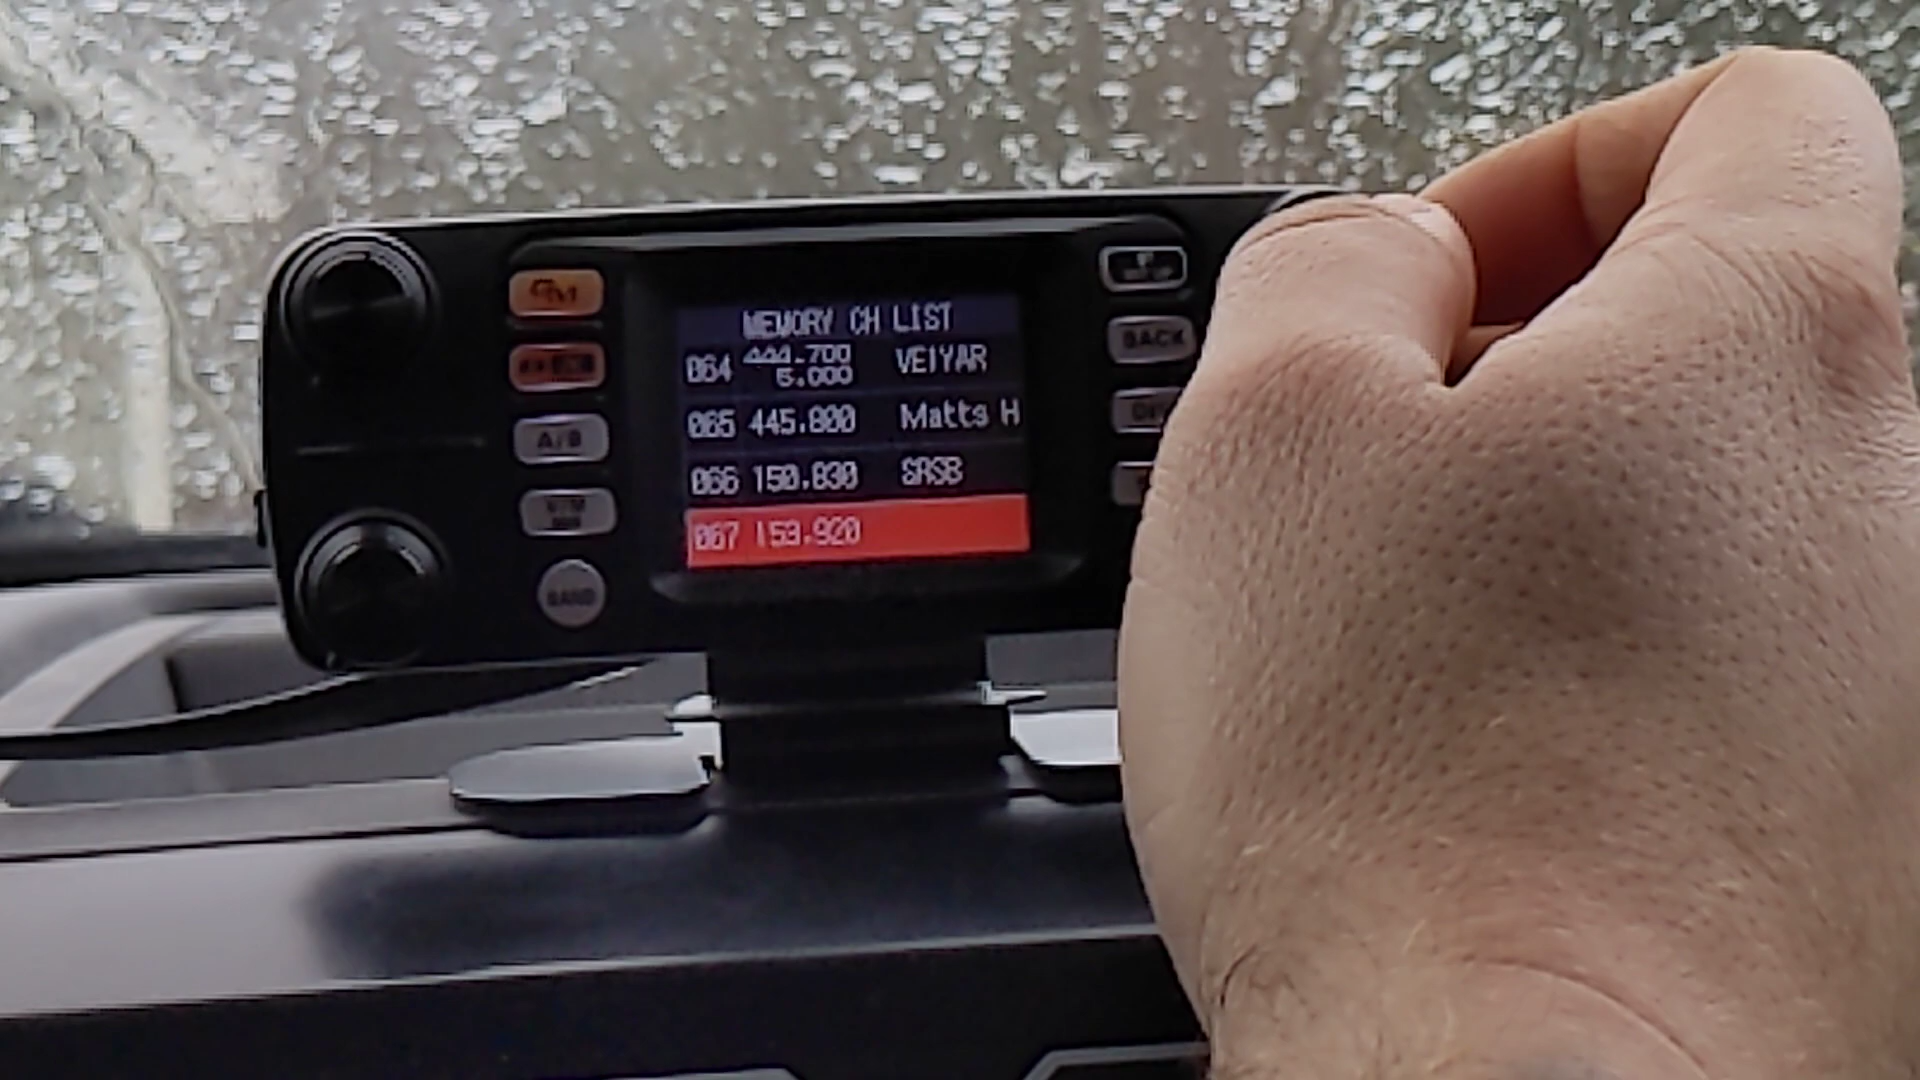 MEMORY CH LIST
064 444.700 VE1YAR
5.000
065 445.800 Matts H
066 150.830 SRSB
067 153.920
BACK
A/B
V/M
BAND